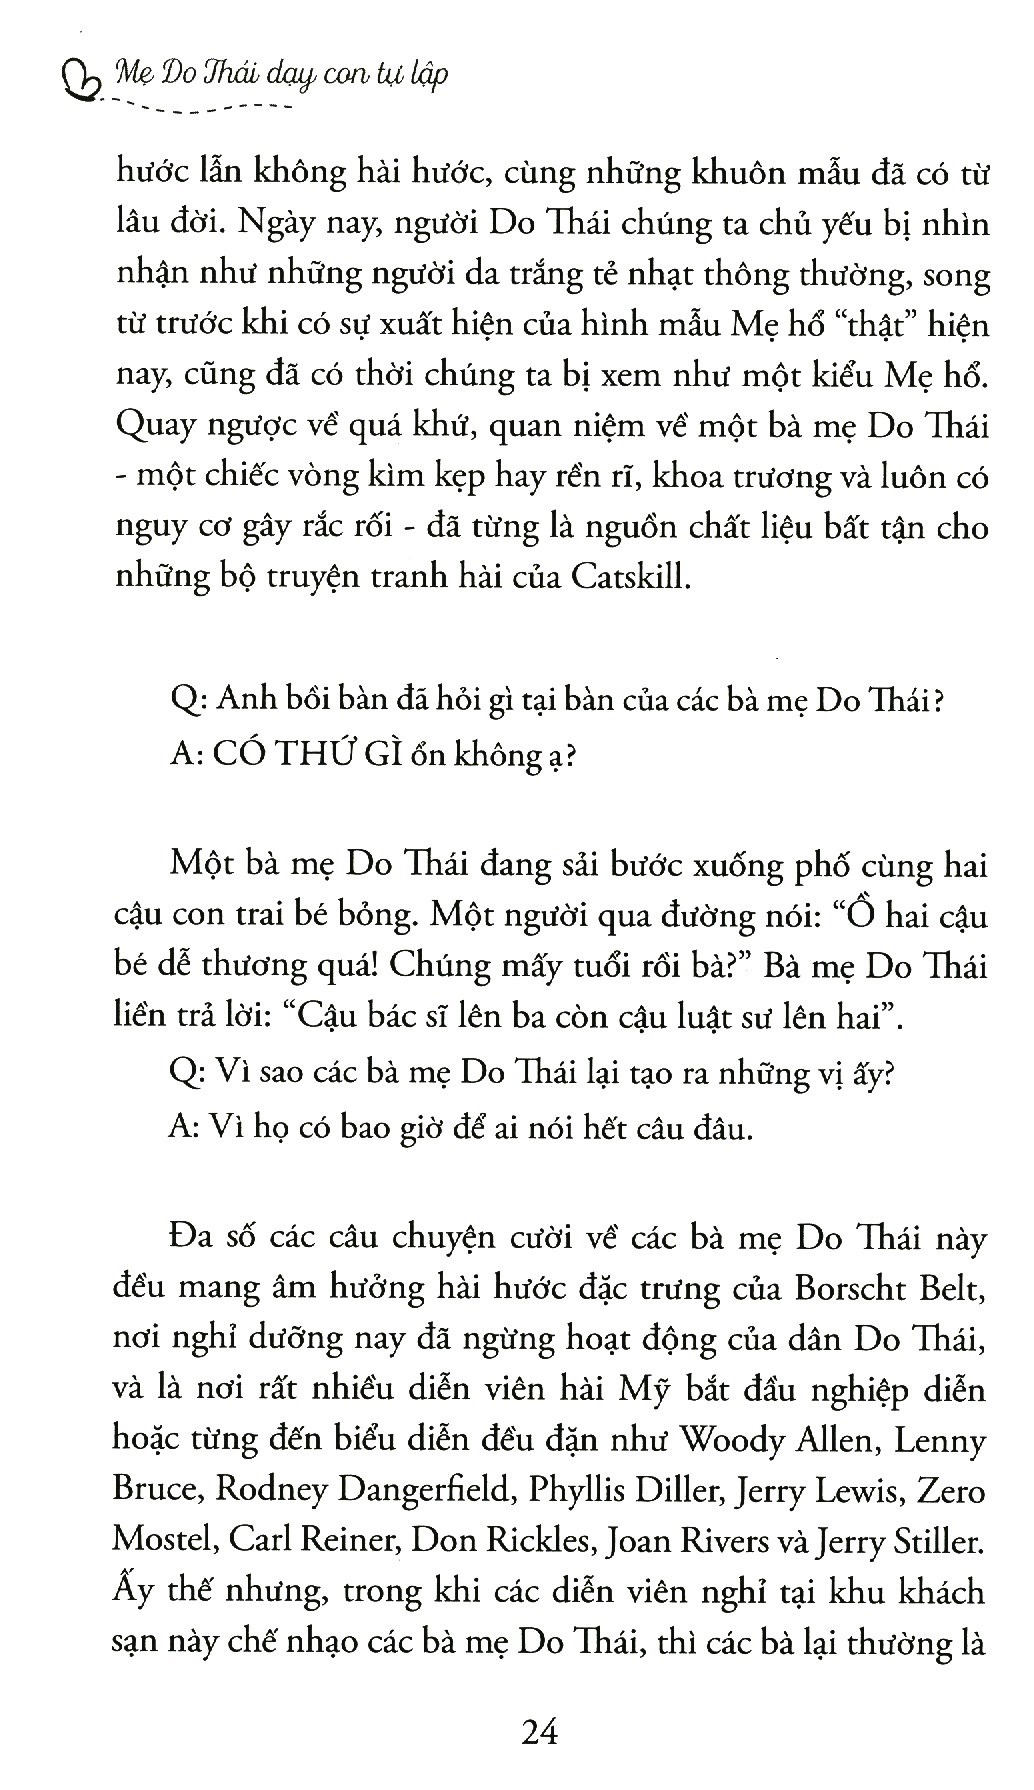 Mẹ Do Thái dạy con tự lập
hước lẫn không hài hước, cùng những khuôn mẫu đã có từ
lâu đời. Ngày nay, người Do Thái chúng ta chủ yếu bị nhìn
nhận như những người da trắng tẻ nhạt thông thường, song
từ trước khi có sự xuất hiện của hình mẫu Mẹ hổ “thật” hiện
nay, cũng đã có thời chúng ta bị xem như một kiểu Mẹ hổ.
Quay ngược về quá khứ, quan niệm về một bà mẹ Do Thái
- một chiếc vòng kìm kẹp hay rền rĩ, khoa trương và luôn có
nguy cơ gây rắc rối - đã từng là nguồn chất liệu bất tận cho
những bộ truyện tranh hài của Catskill.
Q: Anh bồi bàn đã hỏi gì tại bàn của các bà mẹ Do Thái?
A: CÓ THỨ GÌ ổn không ạ?
Một bà mẹ Do Thái đang sải bước xuống phố cùng hai
cậu con trai bé bỏng. Một người qua đường nói: “Ồ hai cậu
bé dễ thương quá! Chúng mấy tuổi rồi bà?” Bà mẹ Do Thái
liền trả lời: “Cậu bác sĩ lên ba còn cậu luật sư lên hai”.
Q: Vì sao các bà mẹ Do Thái lại tạo ra những vị ấy?
A: Vì họ có bao giờ để ai nói hết câu đâu.
Đa số các câu chuyện cười về các bà mẹ Do Thái này
đều mang âm hưởng hài hước đặc trưng của Borscht Belt,
nơi nghỉ dưỡng nay đã ngừng hoạt động của dân Do Thái,
và là nơi rất nhiều diễn viên hài Mỹ bắt đầu nghiệp diễn
hoặc từng đến biểu diễn đều đặn như Woody Allen, Lenny
Bruce, Rodney Dangerfield, Phyllis Diller, Jerry Lewis, Zero
Mostel, Carl Reiner, Don Rickles, Joan Rivers và Jerry Stiller.
Ấy thế nhưng, trong khi các diễn viên nghỉ tại khu khách
sạn này chế nhạo các bà mẹ Do Thái, thì các bà lại thường là
24